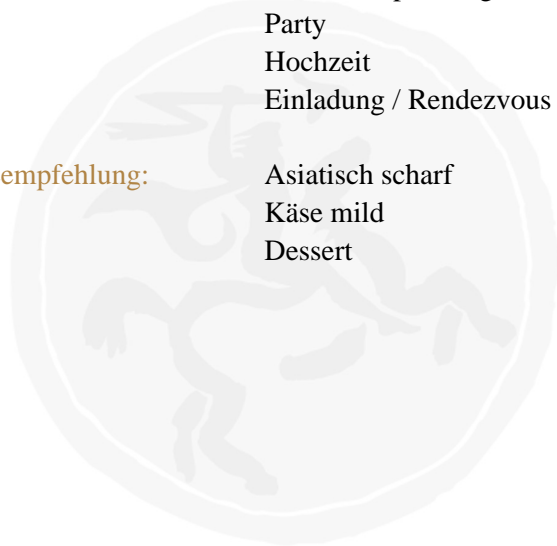 Party
Hochzeit
Einladung / Rendezvous
empfehlung: Asiatisch scharf
Käse mild
Dessert